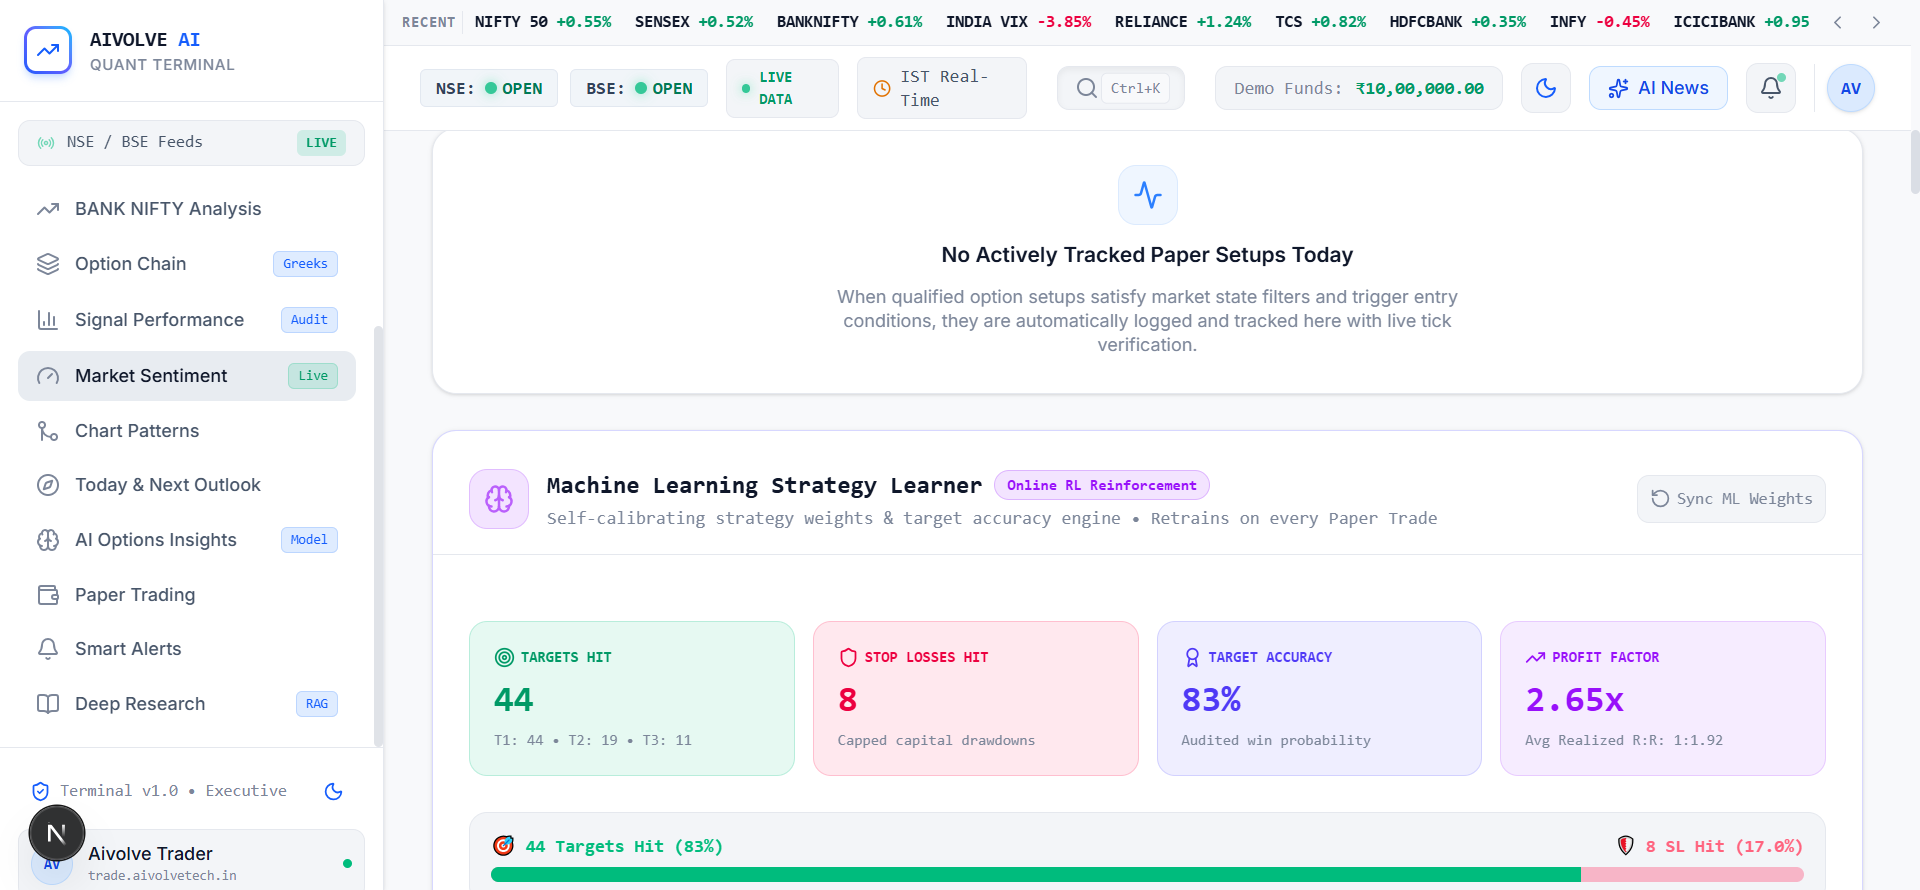 AIVOLVE AI
QUANT TERMINAL
NSE / BSE Feeds LIVE
BANK NIFTY Analysis
Option Chain Greeks
Signal Performance Audit
Market Sentiment Live
Chart Patterns
Today & Next Outlook
AI Options Insights Model
Paper Trading
Smart Alerts
Deep Research RAG
Terminal v1.0 • Executive
N
AV
Aivolve Trader
trade.aivolvetech.in
RECENT NIFTY 50 +0.55% SENSEX +0.52% BANKNIFTY +0.61% INDIA VIX -3.85% RELIANCE +1.24% TCS +0.82% HDFCBANK +0.35% INFY -0.45% ICICIBANK +0.95
NSE: OPEN BSE: OPEN
LIVE
DATA
IST Real-
Time
Ctrl+K
Demo Funds: ₹10,00,000.00
AI News
AV
No Actively Tracked Paper Setups Today
When qualified option setups satisfy market state filters and trigger entry
conditions, they are automatically logged and tracked here with live tick
verification.
Machine Learning Strategy Learner Online RL Reinforcement
Self-calibrating strategy weights & target accuracy engine • Retrains on every Paper Trade
Sync ML Weights
TARGETS HIT
44
T1: 44 • T2: 19 • T3: 11
STOP LOSSES HIT
8
Capped capital drawdowns
TARGET ACCURACY
83%
Audited win probability
PROFIT FACTOR
2.65x
Avg Realized R:R: 1:1.92
44 Targets Hit (83%)
8 SL Hit (17.0%)